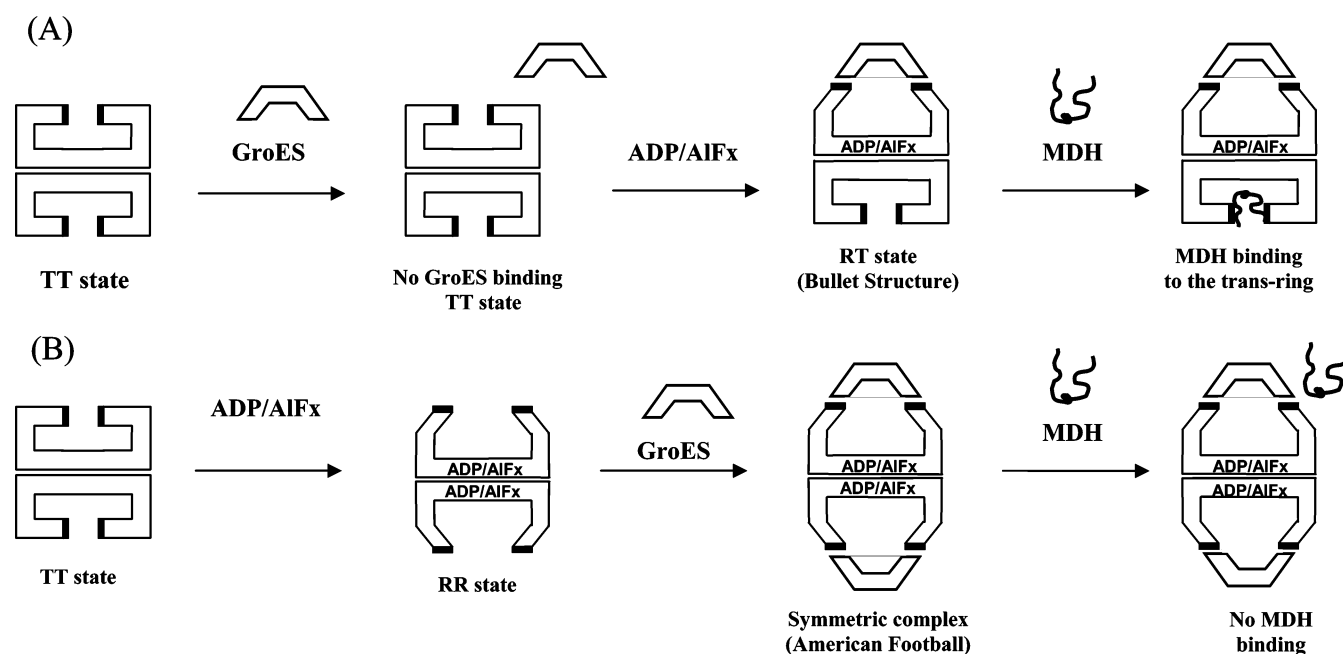 (A)
GroES
ADP/AlFx
MDH
ADP/AlFx
ADP/AlFx
TT state
No GroES binding
TT state
RT state
(Bullet Structure)
MDH binding
to the trans-ring
(B)
ADP/AlFx
GroES
MDH
ADP/AlFx
ADP/AlFx
ADP/AlFx
ADP/AlFx
ADP/AlFx
ADP/AlFx
TT state
RR state
Symmetric complex
(American Football)
No MDH
binding